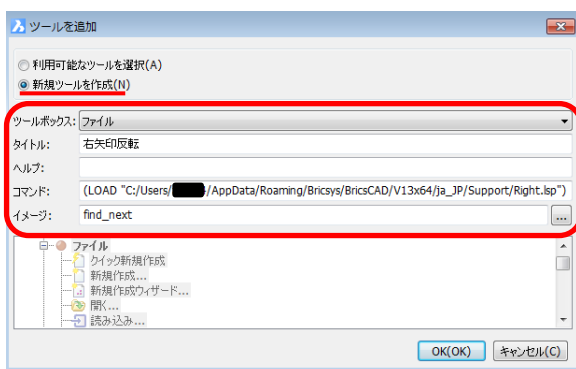 ツールを追加
利用可能なツールを選択(A)
新規ツールを作成(N)
ツールボックス: ファイル
タイトル: 右矢印反転
ヘルプ:
コマンド: (LOAD "C:/Users/ /AppData/Roaming/Bricsys/BricsCAD/V13x64/ja_JP/Support/Right.lsp")
イメージ: find_next ...
ファイル
クイック新規作成
新規作成...
新規作成ウィザード...
開く...
読み込み...
OK(OK) キャンセル(C)